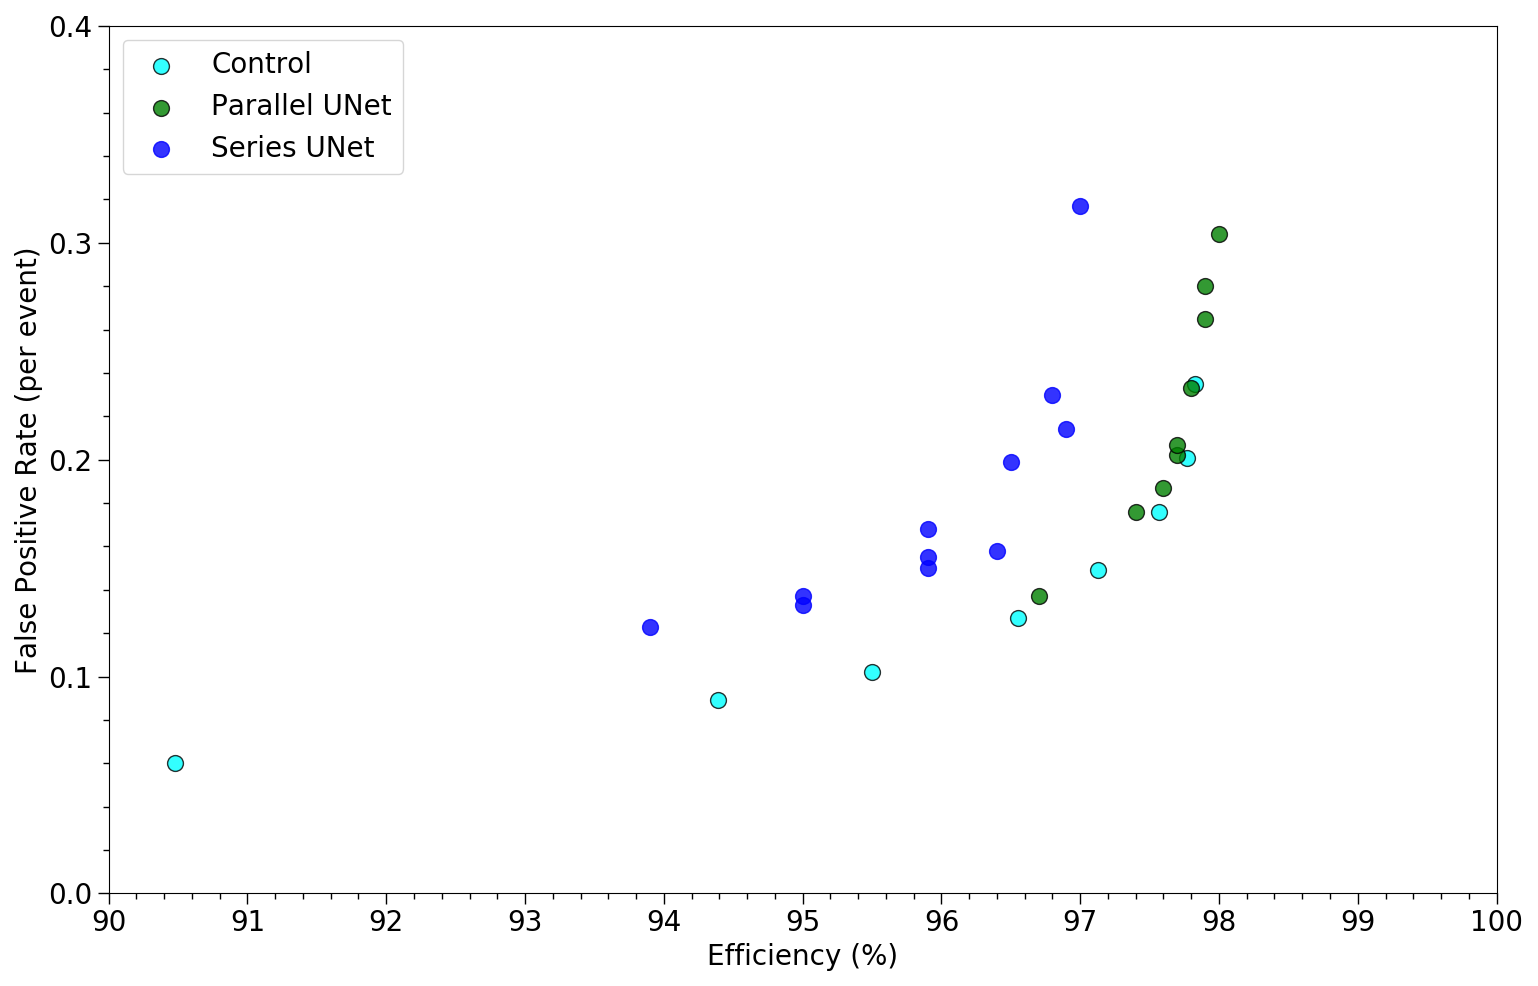 Control
Parallel UNet
Series UNet
False Positive Rate (per event)
0.4
0.3
0.2
0.1
0.0
90 91 92 93 94 95 96 97 98 99 100
Efficiency (%)